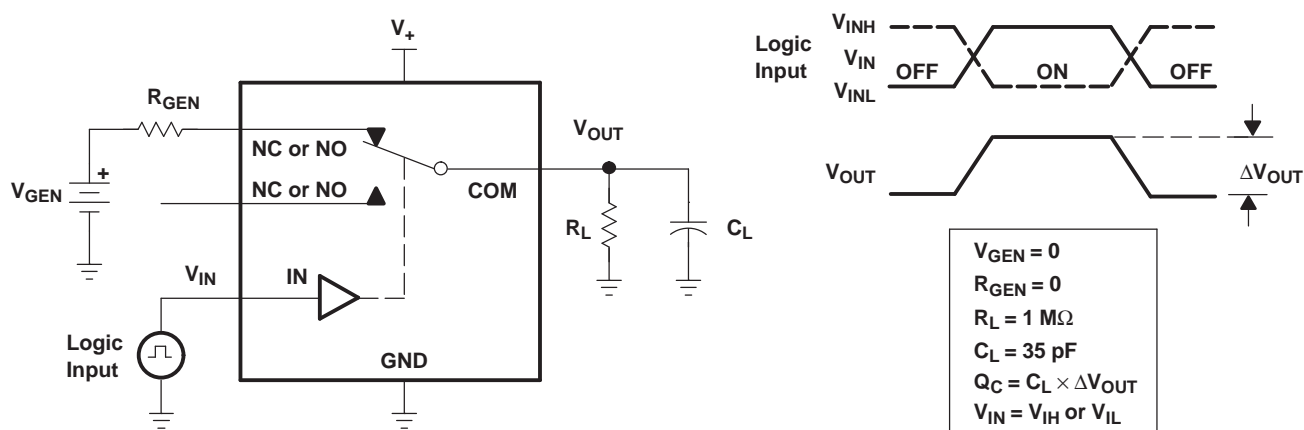 V+
RGEN
NC or NO
VOUT
VGEN
+
NC or NO
COM
RL
CL
VIN
IN
Logic
Input
GND
Logic
Input
VINH
VIN
VINL
OFF
ON
OFF
VOUT
ΔVOUT
VGEN = 0
RGEN = 0
RL = 1 MΩ
CL = 35 pF
QC = CL × ΔVOUT
VIN = VIH or VIL